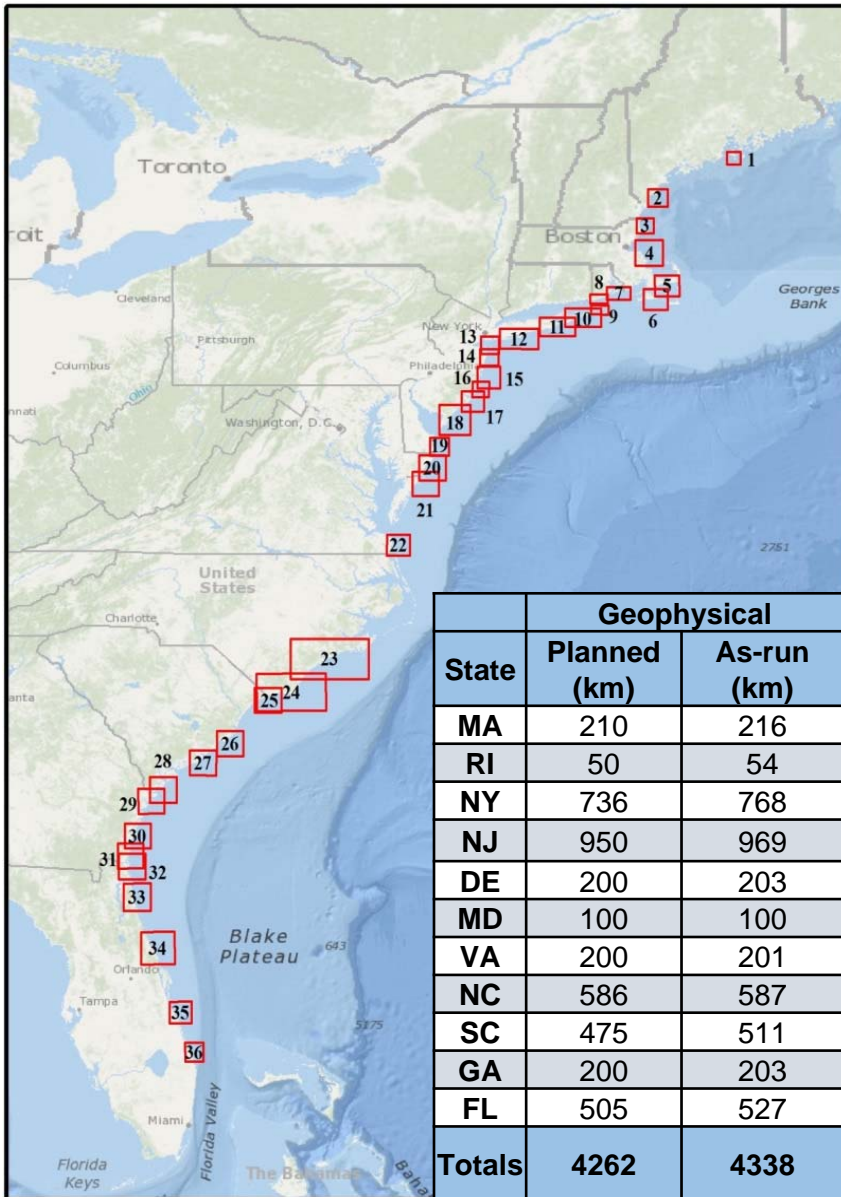 1
Toronto
2
3
roit
Boston
4
5
Georges
Bank
Cleveland
8
7
6
9
10
11
New York
12
13
Pittsburgh
14
Philadelphia
Columbus
16
15
Ohio
17
nnati
18
Washington, D.C.
19
20
21
22
2751
United
States
Charlotte
23
anta
24
25
26
27
28
29
30
31
32
33
Blake
Plateau
643
34
Orlando
Tampa
35
5175
36
Florida Valley
Miami
Florida
Keys
The Bahamas
Baha
Geophysical
State Planned (km) As-run (km)
MA 210 216
RI 50 54
NY 736 768
NJ 950 969
DE 200 203
MD 100 100
VA 200 201
NC 586 587
SC 475 511
GA 200 203
FL 505 527
Totals 4262 4338